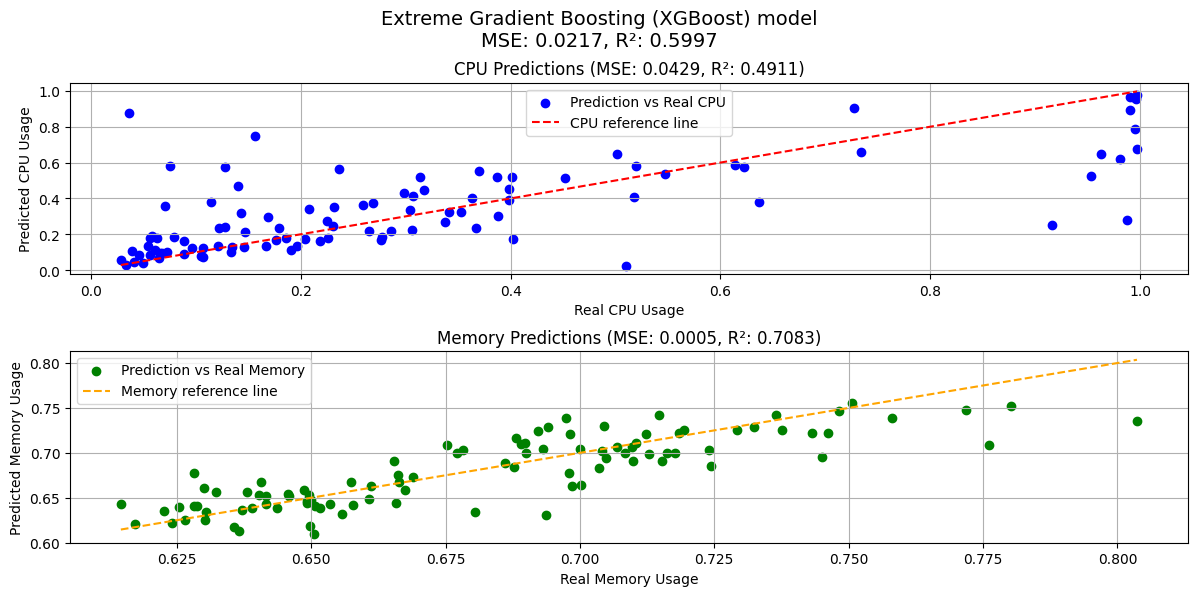 Extreme Gradient Boosting (XGBoost) model
MSE: 0.0217, R²: 0.5997
CPU Predictions (MSE: 0.0429, R²: 0.4911)
Predicted CPU Usage
1.0
0.8
0.6
0.4
0.2
0.0
Prediction vs Real CPU
CPU reference line
0.0 0.2 0.4 0.6 0.8 1.0
Real CPU Usage
Memory Predictions (MSE: 0.0005, R²: 0.7083)
Predicted Memory Usage
0.80
0.75
0.70
0.65
0.60
Prediction vs Real Memory
Memory reference line
0.625 0.650 0.675 0.700 0.725 0.750 0.775 0.800
Real Memory Usage